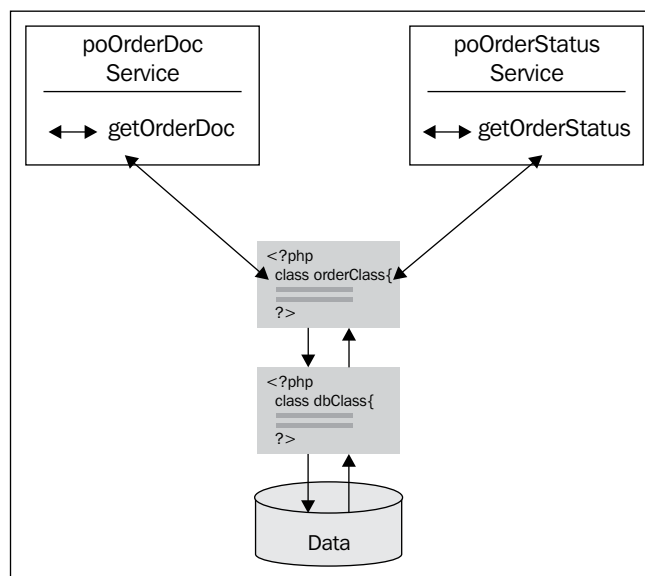 poOrderDoc
Service
getOrderDoc
poOrderStatus
Service
getOrderStatus
<?php
class orderClass{
?>
<?php
class dbClass{
?>
Data